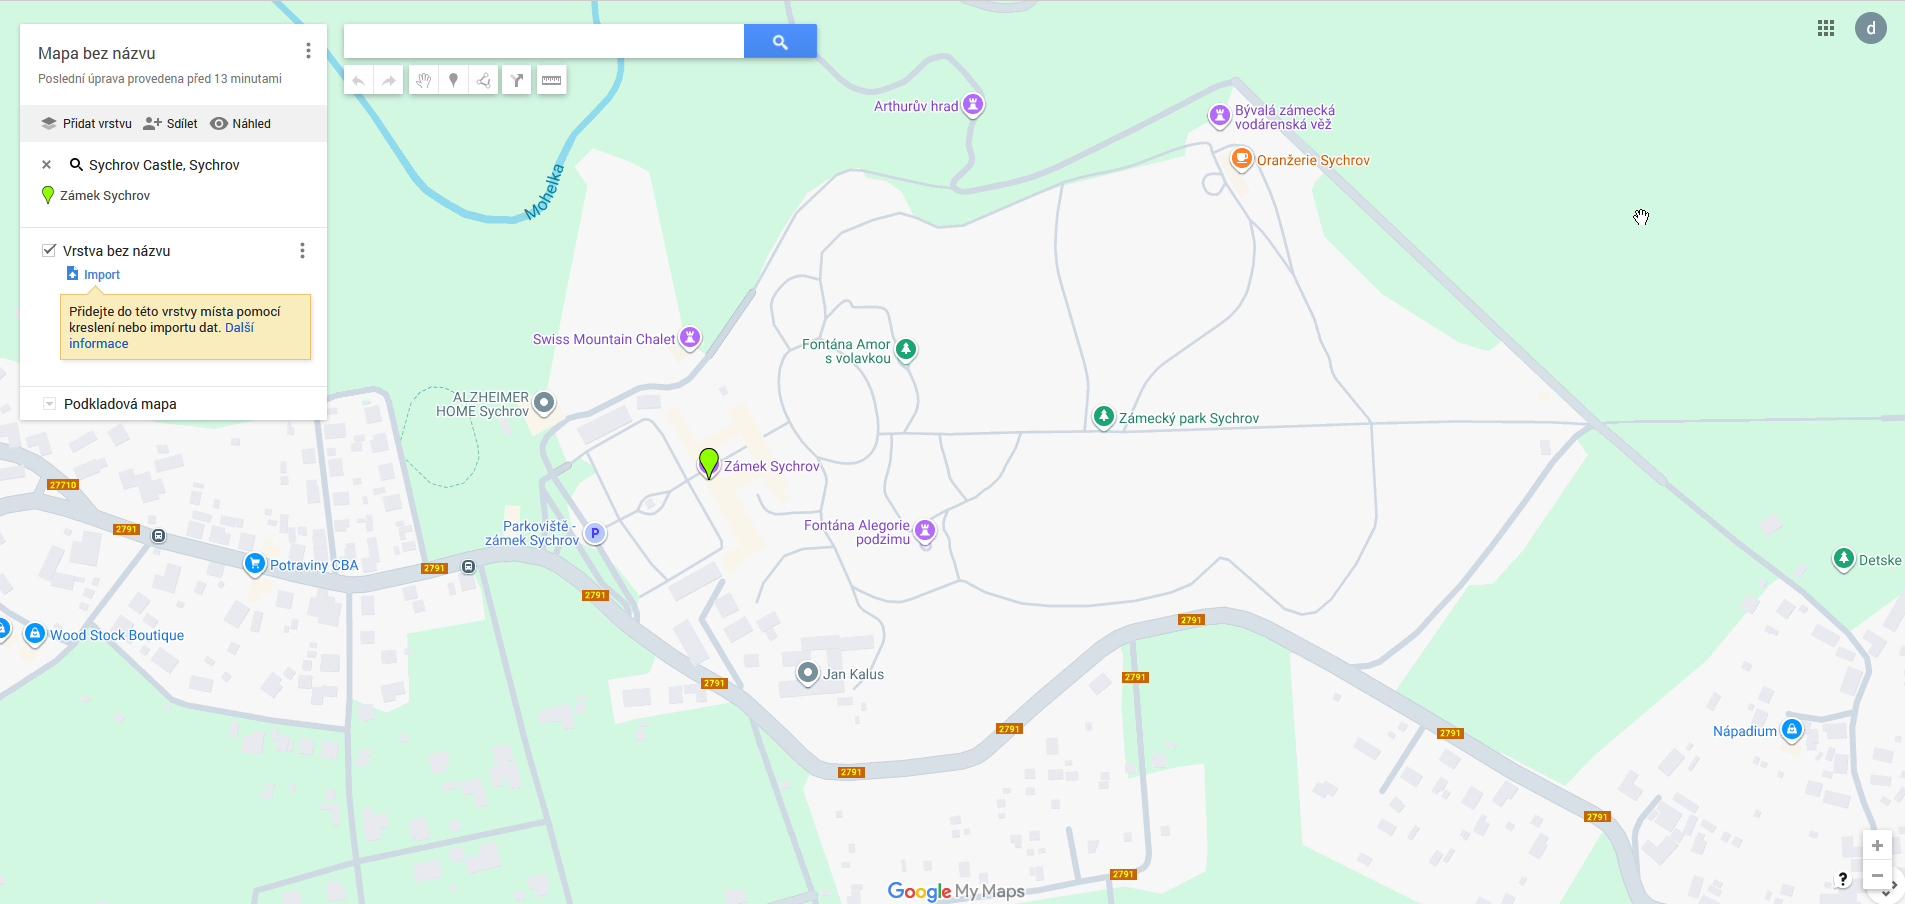 Mapa bez názvu
Poslední úprava provedena před 13 minutami
Přidat vrstvu
Sdílet
Náhled
Sychrov Castle, Sychrov
Zámek Sychrov
Vrstva bez názvu
Import
Přidejte do této vrstvy místa pomocí
kreslení nebo importu dat. Další
informace
Podkladová mapa
d
Mohelka
Arthurův hrad
Bývalá zámecká
vodárenská věž
Oranžerie Sychrov
Swiss Mountain Chalet
Fontána Amor
s volavkou
ALZHEIMER
HOME Sychrov
Zámecký park Sychrov
Zámek Sychrov
27710
2791
Parkoviště -
zámek Sychrov
P
Fontána Alegorie
podzimu
Potraviny CBA
2791
2791
Detske
2791
Wood Stock Boutique
Jan Kalus
2791
2791
2791
2791
Nápadium
2791
2791
2791
2791
Google My Maps
?